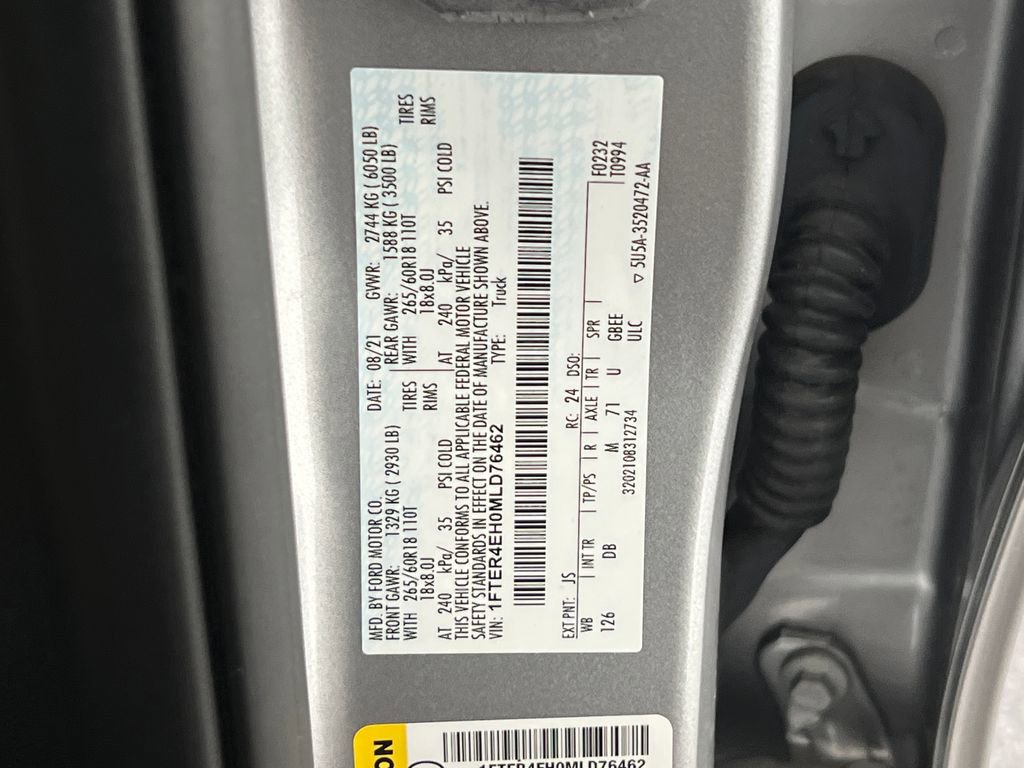 MFD. BY FORD MOTOR CO.
DATE: 08/21 GVWR: 2744 KG ( 6050 LB)
FRONT GAWR: 1329 KG ( 2930 LB) REAR GAWR: 1588 KG ( 3500 LB)
WITH 265/60R18 110T TIRES WITH 265/60R18 110T TIRES
18x8.0J RIMS 18x8.0J RIMS
AT 240 kPa/ 35 PSI COLD AT 240 kPa/ 35 PSI COLD
THIS VEHICLE CONFORMS TO ALL APPLICABLE FEDERAL MOTOR VEHICLE
SAFETY STANDARDS IN EFFECT ON THE DATE OF MANUFACTURE SHOWN ABOVE.
VIN: 1FTER4EH0MLD76462 TYPE: Truck
F0232
T0994
EXT PNT: JS RC: 24 DSO:
WB INT TR TP/PS R AXLE TR SPR
126 DB M 71 U GBEE
ULC
3202108312734
▽ 5U5A-3520472-AA
ON
1FTER4EH0MLD76462